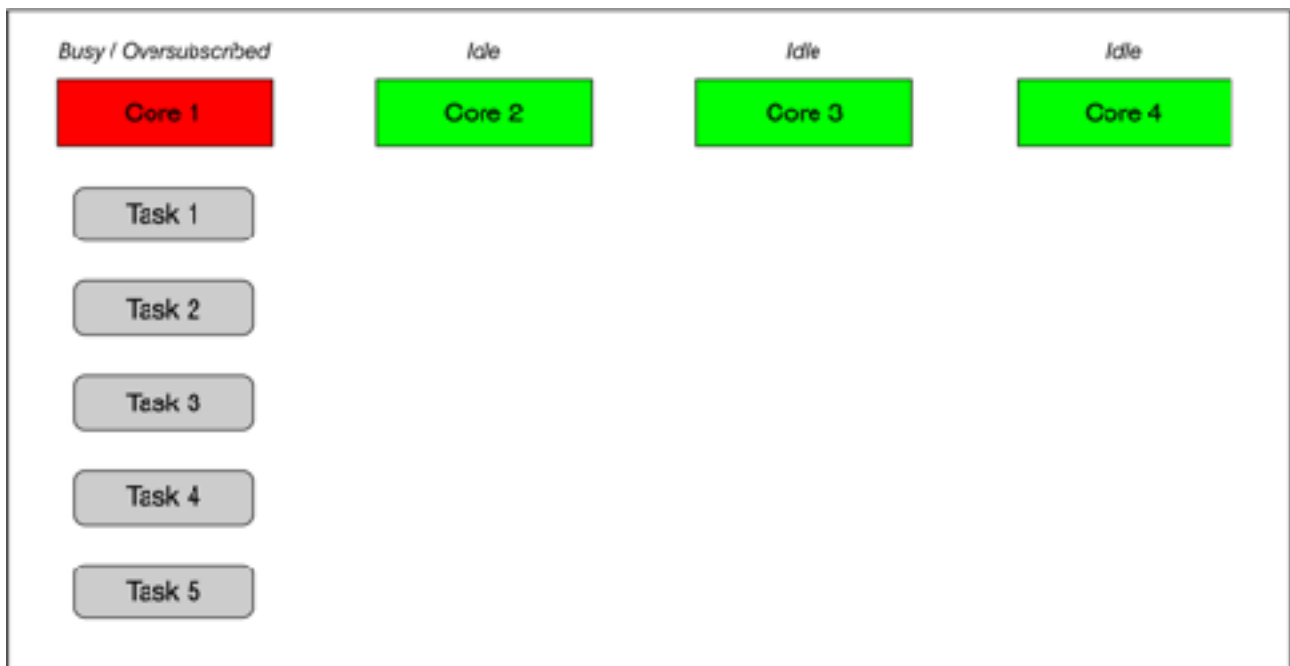 Busy / Oversubscribed Idle Idle Idle
Core 1 Core 2 Core 3 Core 4
Task 1
Task 2
Task 3
Task 4
Task 5